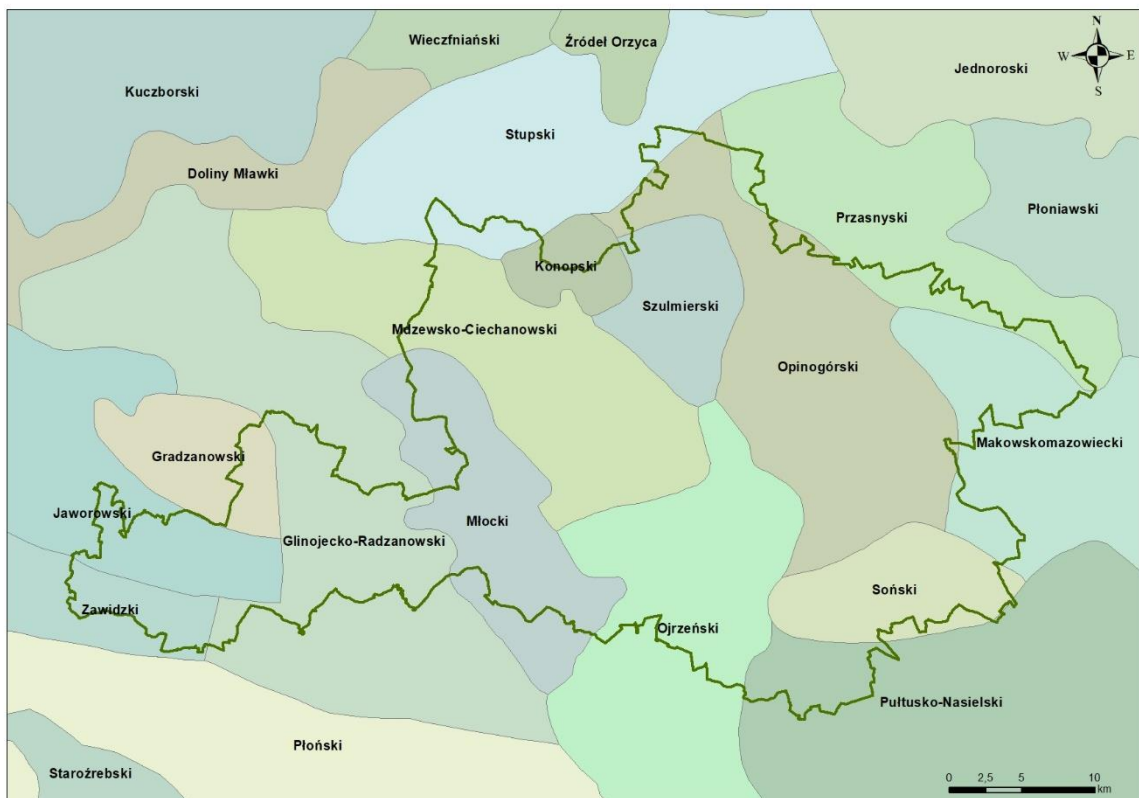 Wieczfniański
Źródeł Orzyca
N
W E
S
Jednoroski
Kuczborski
Stupski
Doliny Mławki
Przasnyski
Płoniawski
Konopski
Szulmierski
Mdzewsko-Ciechanowski
Opinogórski
Makowskomazowiecki
Gradzanowski
Jaworowski
Młocki
Glinojecko-Radzanowski
Soński
Zawidzki
Ojrzeński
Pułtusko-Nasielski
Płoński
Staroźrebski
0 2,5 5 10
km